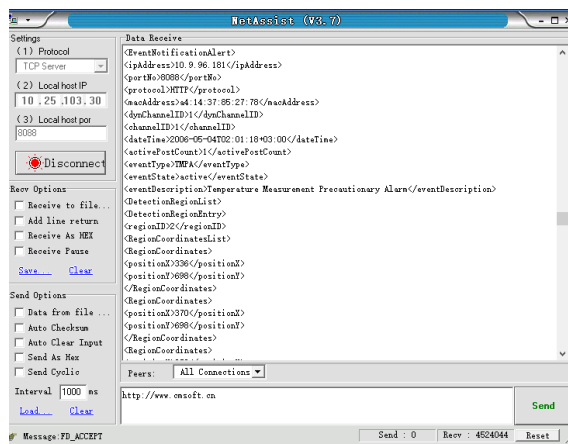 NetAssist (V3.7)
Settings
(1) Protocol
TCP Server
(2) Local host IP
10 .25 .103. 30
(3) Local host por
8088
Disconnect
Recv Options
Receive to file...
Add line return
Receive As HEX
Receive Pause
Save... Clear
Send Options
Data from file ...
Auto Checksum
Auto Clear Input
Send As Hex
Send Cyclic
Interval 1000 ms
Load... Clear
Data Receive
<EventNotificationAlert>
<ipAddress>10.9.96.181</ipAddress>
<portNo>8088</portNo>
<protocol>HTTP</protocol>
<macAddress>a4:14:37:85:27:78</macAddress>
<dynChannelID>1</dynChannelID>
<channelID>1</channelID>
<dateTime>2006-05-04T02:01:18+03:00</dateTime>
<activePostCount>1</activePostCount>
<eventType>TMPA</eventType>
<eventState>active</eventState>
<eventDescription>Temperature Measurement Precautionary Alarm</eventDescription>
<DetectionRegionList>
<DetectionRegionEntry>
<regionID>2</regionID>
<RegionCoordinatesList>
<RegionCoordinates>
<positionX>336</positionX>
<positionY>698</positionY>
</RegionCoordinates>
<RegionCoordinates>
<positionX>370</positionX>
<positionY>698</positionY>
</RegionCoordinates>
<RegionCoordinates>
Peers: All Connections
http://www.cmsoft.cn
Send
Message:FD_ACCEPT
Send : 0 Recv : 4524044 Reset